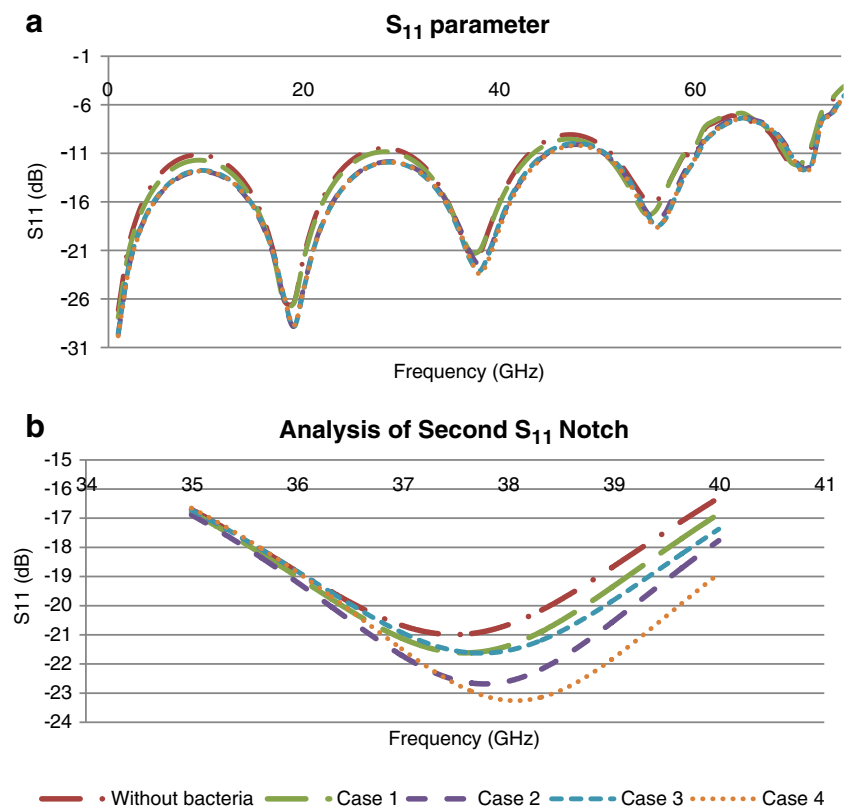 a
S11 parameter
-1
0 20 40 60
-6
-11
-16
-21
-26
-31
S11 (dB)
Frequency (GHz)
b
Analysis of Second S11 Notch
-15
34 35 36 37 38 39 40 41
-16
-17
-18
-19
-20
-21
-22
-23
-24
S11 (dB)
Frequency (GHz)
Without bacteria Case 1 Case 2 Case 3 Case 4